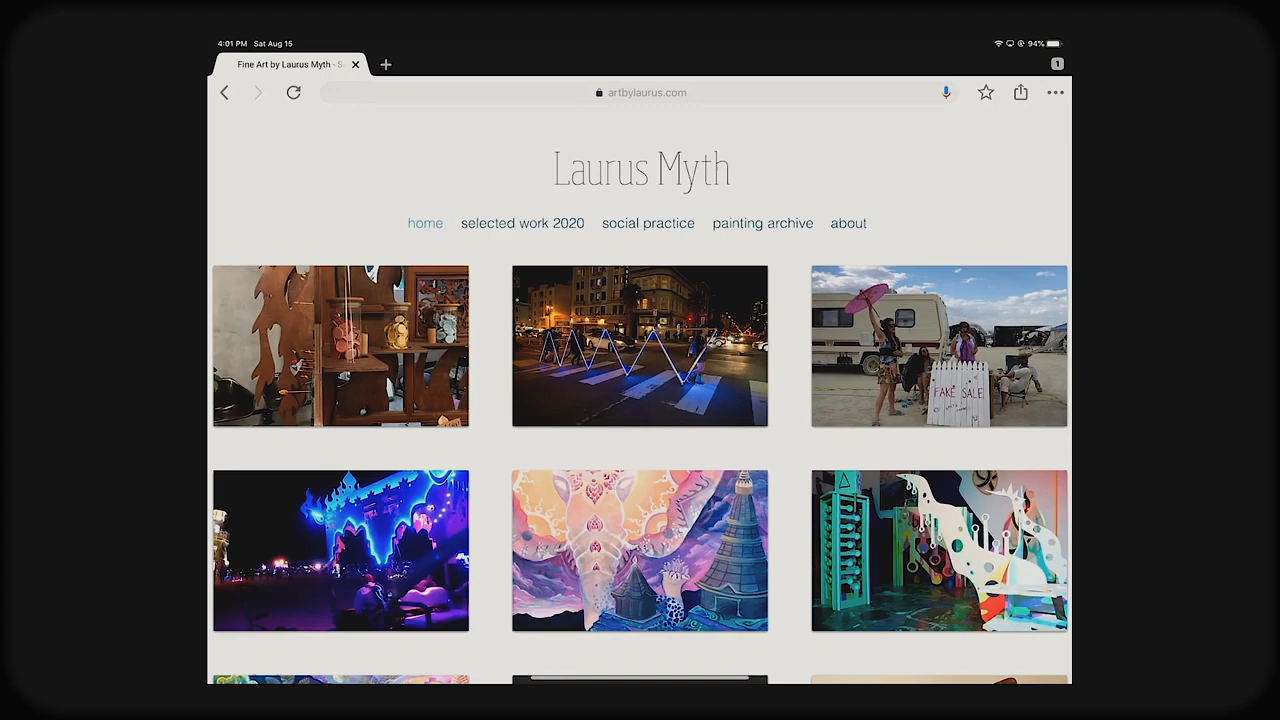 4:01 PM Sat Aug 15 94%
Fine Art by Laurus Myth - S
1
artbylaurus.com
Laurus Myth
home selected work 2020 social practice painting archive about
FAKE SALE